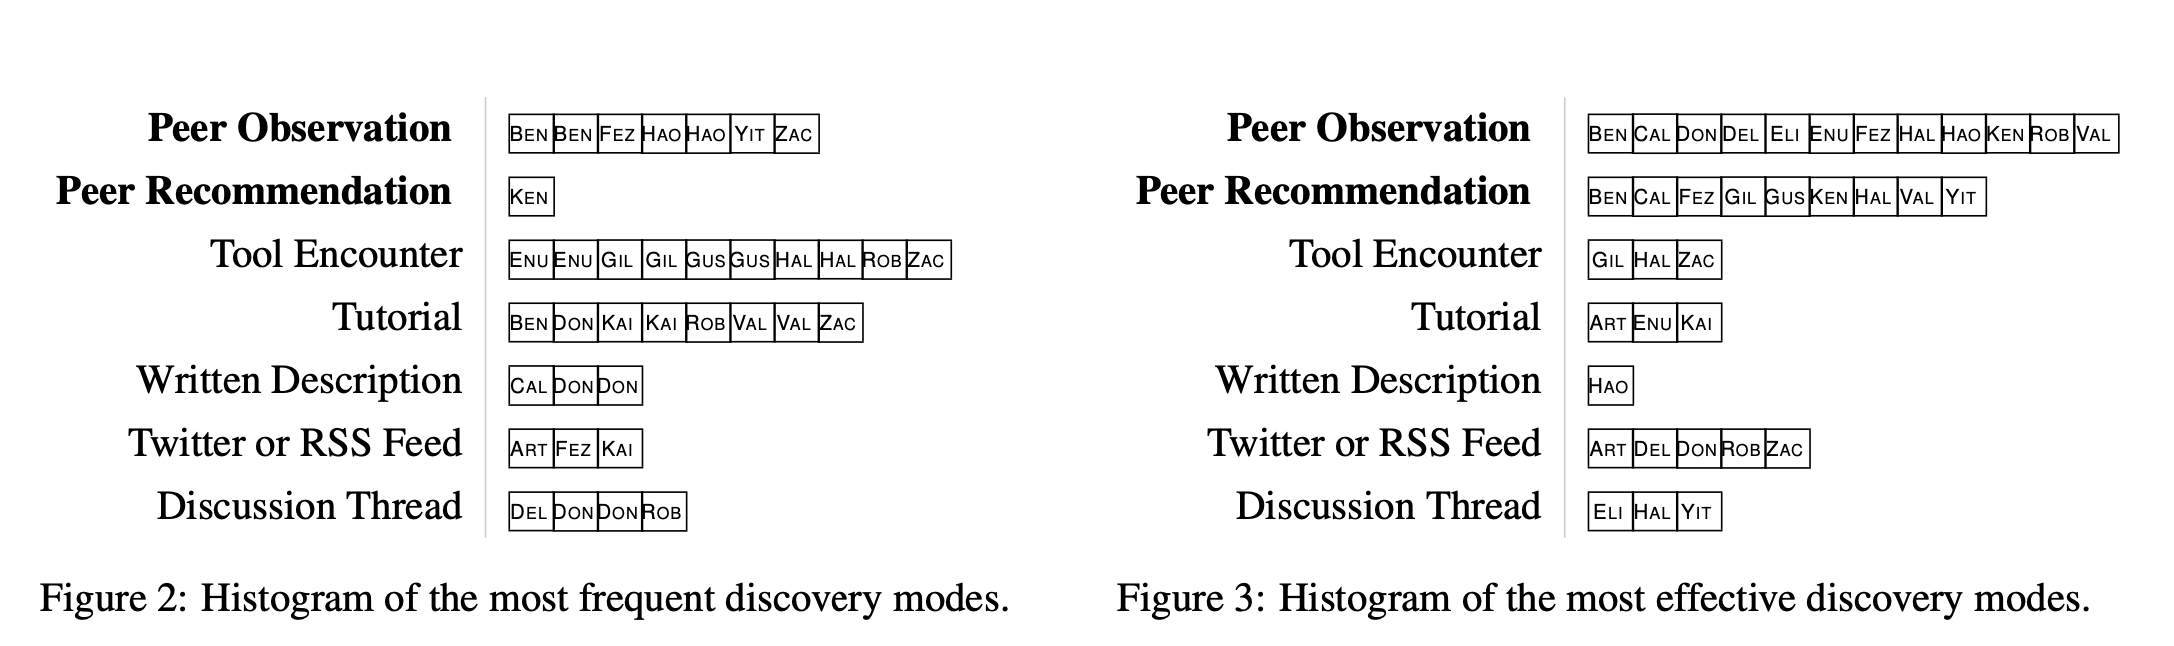 Peer Observation BEN BEN FEZ HAO HAO YIT ZAC
Peer Recommendation KEN
Tool Encounter ENU ENU GIL GIL GUS GUS HAL HAL ROB ZAC
Tutorial BEN DON KAI KAI ROB VAL VAL ZAC
Written Description CAL DON DON
Twitter or RSS Feed ART FEZ KAI
Discussion Thread DEL DON DON ROB
Figure 2: Histogram of the most frequent discovery modes.
Peer Observation BEN CAL DON DEL ELI ENU FEZ HAL HAO KEN ROB VAL
Peer Recommendation BEN CAL FEZ GIL GUS KEN HAL VAL YIT
Tool Encounter GIL HAL ZAC
Tutorial ART ENU KAI
Written Description HAO
Twitter or RSS Feed ART DEL DON ROB ZAC
Discussion Thread ELI HAL YIT
Figure 3: Histogram of the most effective discovery modes.